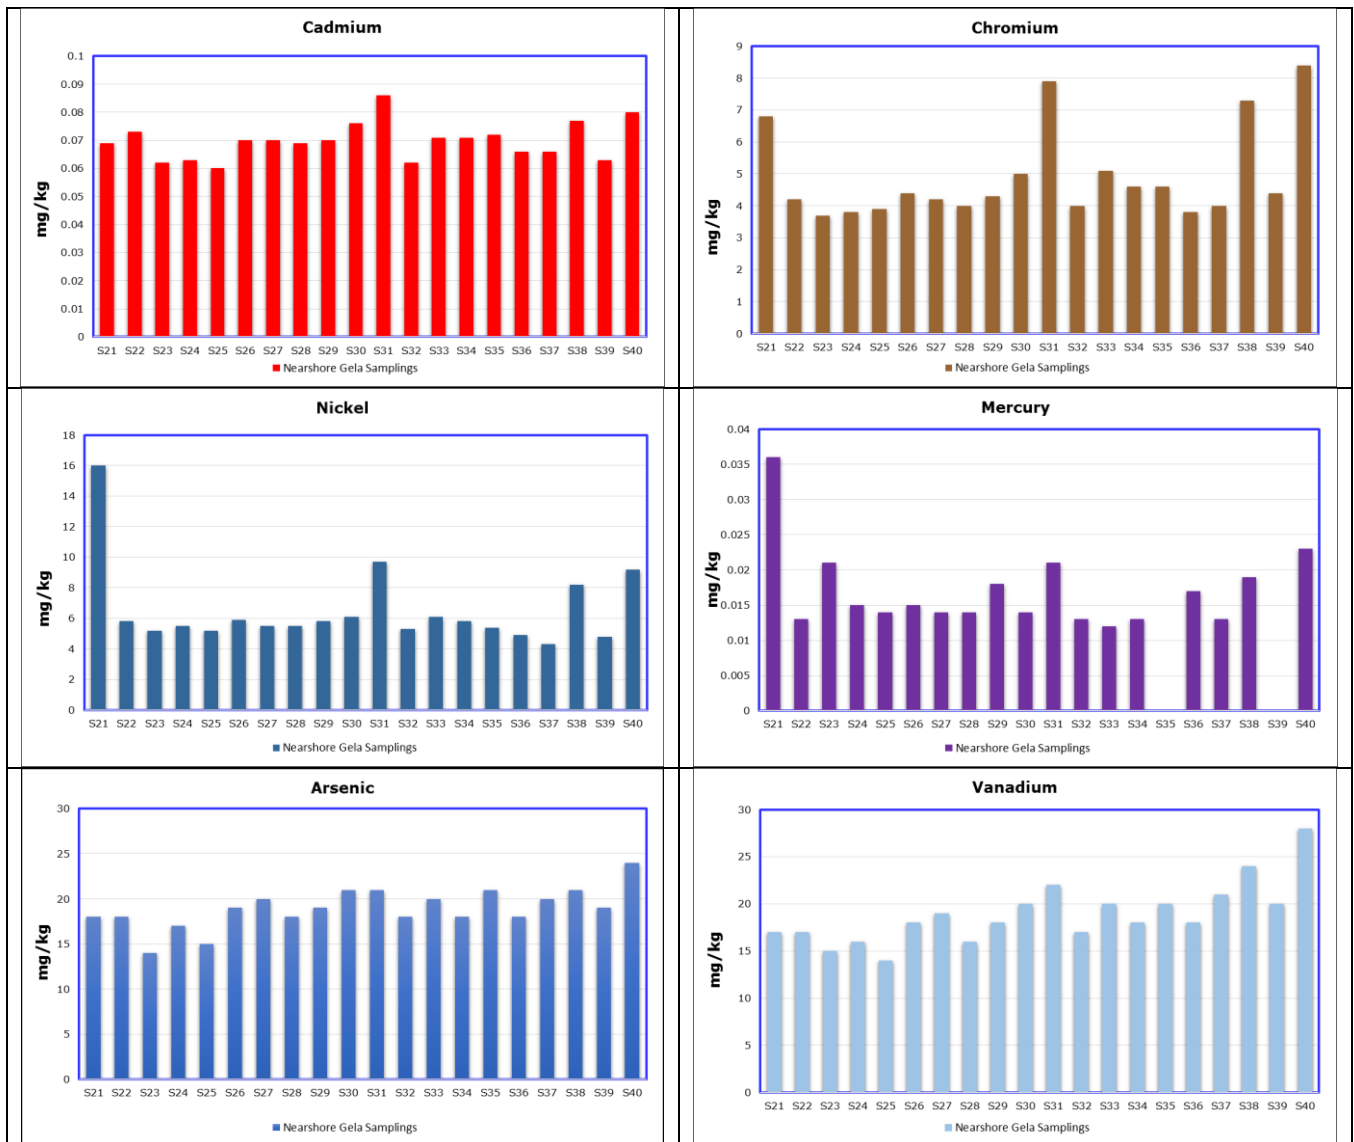 Cadmium
0.1
0.09
0.08
0.07
0.06
0.05
0.04
0.03
0.02
0.01
0
mg/kg
S21 S22 S23 S24 S25 S26 S27 S28 S29 S30 S31 S32 S33 S34 S35 S36 S37 S38 S39 S40
Nearshore Gela Samplings
Chromium
9
8
7
6
5
4
3
2
1
0
mg/kg
S21 S22 S23 S24 S25 S26 S27 S28 S29 S30 S31 S32 S33 S34 S35 S36 S37 S38 S39 S40
Nearshore Gela Samplings
Nickel
18
16
14
12
10
8
6
4
2
0
mg/kg
S21 S22 S23 S24 S25 S26 S27 S28 S29 S30 S31 S32 S33 S34 S35 S36 S37 S38 S39 S40
Nearshore Gela Samplings
Mercury
0.04
0.035
0.03
0.025
0.02
0.015
0.01
0.005
0
mg/kg
S21 S22 S23 S24 S25 S26 S27 S28 S29 S30 S31 S32 S33 S34 S35 S36 S37 S38 S39 S40
Nearshore Gela Samplings
Arsenic
30
25
20
15
10
5
0
mg/kg
S21 S22 S23 S24 S25 S26 S27 S28 S29 S30 S31 S32 S33 S34 S35 S36 S37 S38 S39 S40
Nearshore Gela Samplings
Vanadium
30
25
20
15
10
5
0
mg/kg
S21 S22 S23 S24 S25 S26 S27 S28 S29 S30 S31 S32 S33 S34 S35 S36 S37 S38 S39 S40
Nearshore Gela Samplings